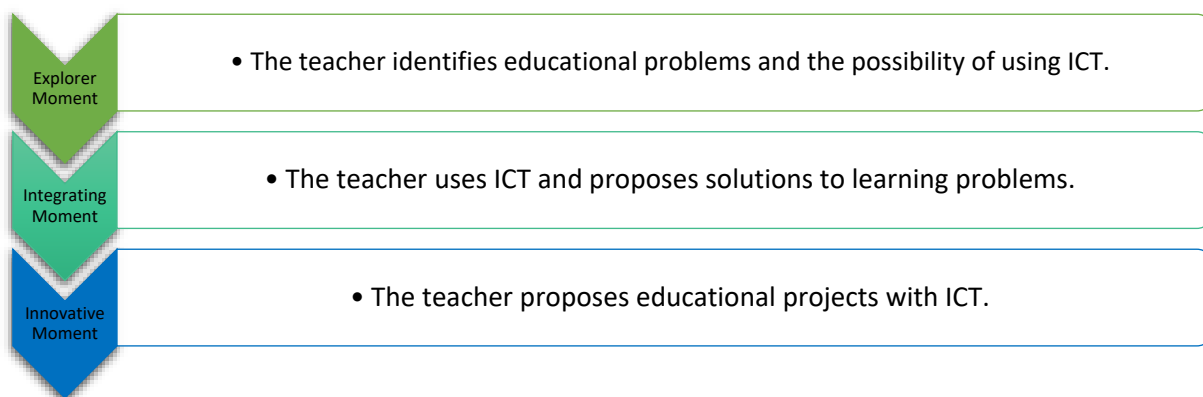 Explorer
Moment
• The teacher identifies educational problems and the possibility of using ICT.
Integrating
Moment
• The teacher uses ICT and proposes solutions to learning problems.
Innovative
Moment
• The teacher proposes educational projects with ICT.